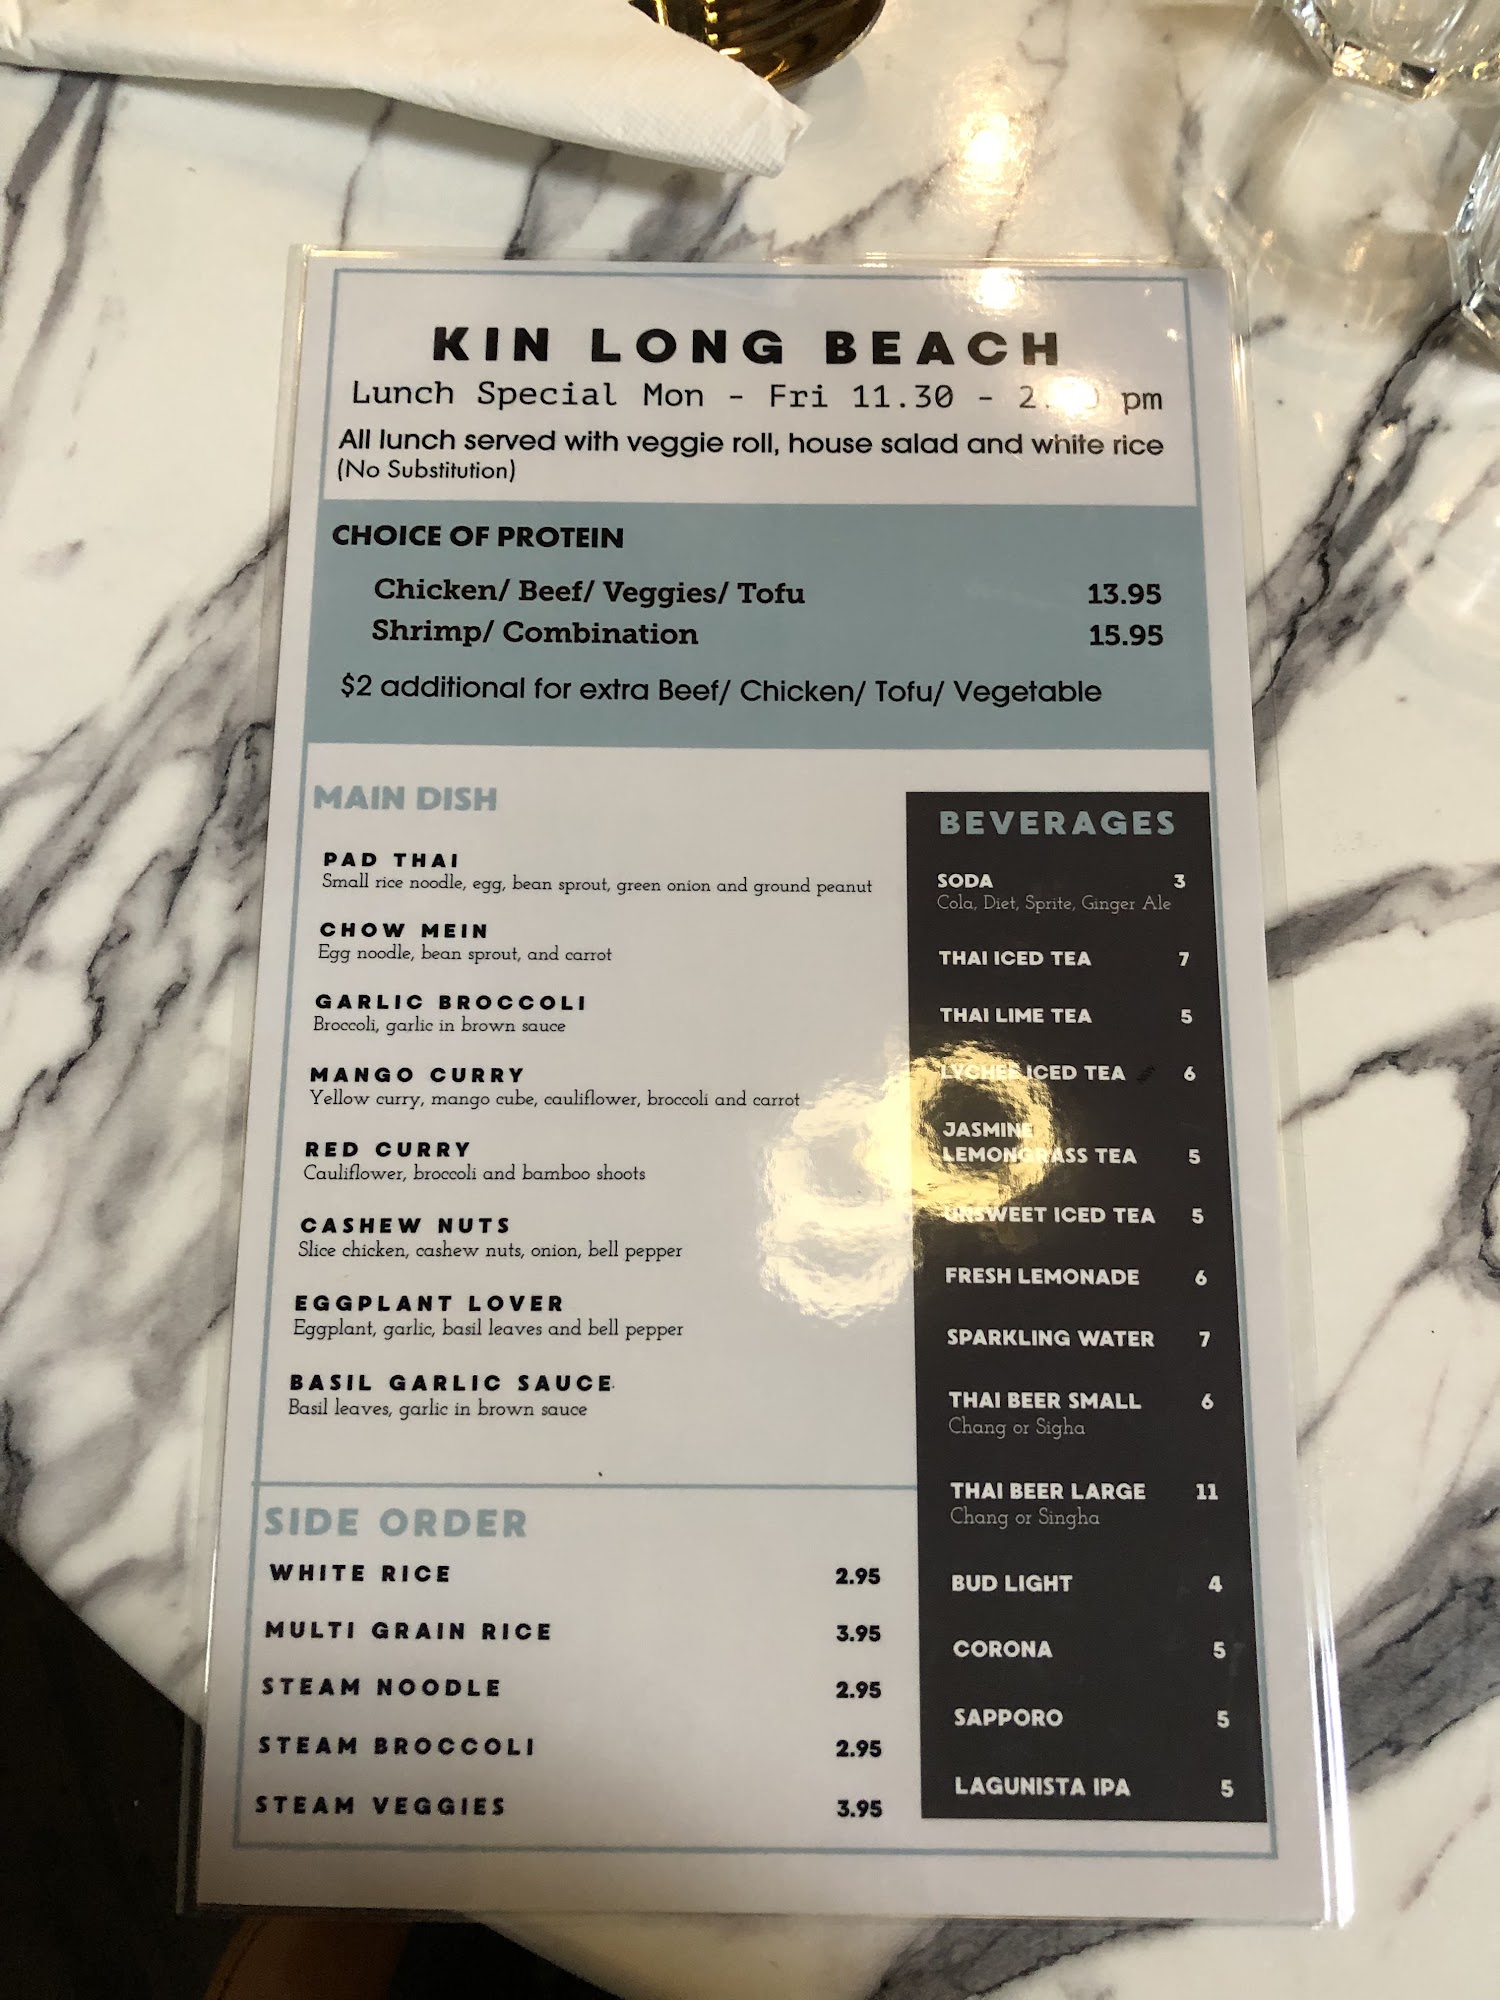 KIN LONG BEACH
Lunch Special Mon - Fri 11.30 - pm
All lunch served with veggie roll, house salad and white rice
(No Substitution)
CHOICE OF PROTEIN
Chicken/ Beef/ Veggies/ Tofu 13.95
Shrimp/ Combination 15.95
$2 additional for extra Beef/ Chicken/ Tofu/ Vegetable
MAIN DISH
PAD THAI
Small rice noodle, egg, bean sprout, green onion and ground peanut
CHOW MEIN
Egg noodle, bean sprout, and carrot
GARLIC BROCCOLI
Broccoli, garlic in brown sauce
MANGO CURRY
Yellow curry, mango cube, cauliflower, broccoli and carrot
RED CURRY
Cauliflower, broccoli and bamboo shoots
CASHEW NUTS
Slice chicken, cashew nuts, onion, bell pepper
EGGPLANT LOVER
Eggplant, garlic, basil leaves and bell pepper
BASIL GARLIC SAUCE
Basil leaves, garlic in brown sauce
SIDE ORDER
WHITE RICE 2.95
MULTI GRAIN RICE 3.95
STEAM NOODLE 2.95
STEAM BROCCOLI 2.95
STEAM VEGGIES 3.95
BEVERAGES
SODA 3
Cola, Diet, Sprite, Ginger Ale
THAI ICED TEA 7
THAI LIME TEA 5
LYCHEE ICED TEA 6
JASMINE
LEMONGRASS TEA 5
UNSWEET ICED TEA 5
FRESH LEMONADE 6
SPARKLING WATER 7
THAI BEER SMALL 6
Chang or Sigha
THAI BEER LARGE 11
Chang or Singha
BUD LIGHT 4
CORONA 5
SAPPORO 5
LAGUNISTA IPA 5